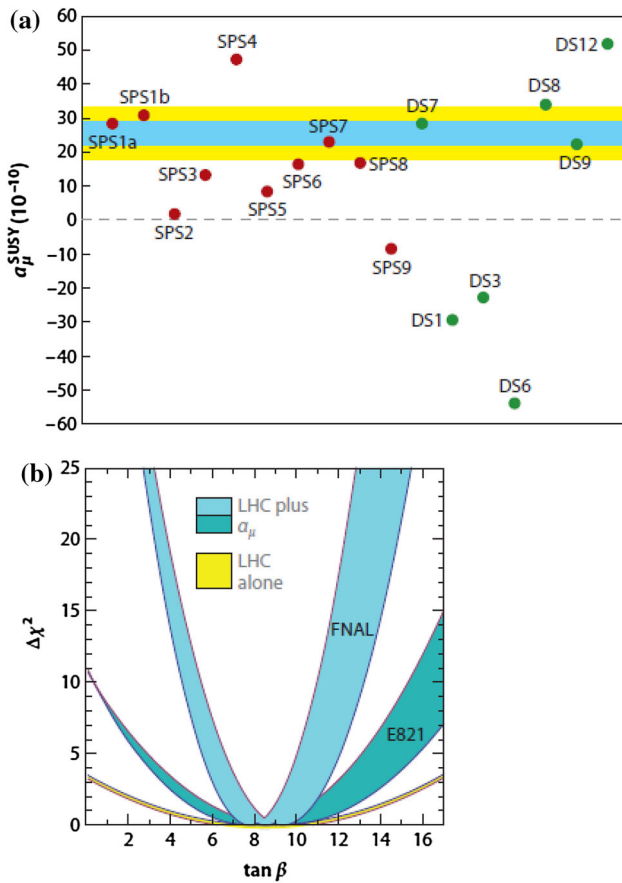 (a)
60
50
40
30
20
10
0
−10
−20
−30
−40
−50
−60
a_μ^SUSY (10^−10)
SPS4
DS12
SPS1b
DS8
DS7
SPS1a
SPS7
DS9
SPS3
SPS6
SPS8
SPS5
SPS2
SPS9
DS3
DS1
DS6
(b)
25
20
15
10
5
0
Δχ²
LHC plus
a_μ
LHC
alone
FNAL
E821
2 4 6 8 10 12 14 16
tan β